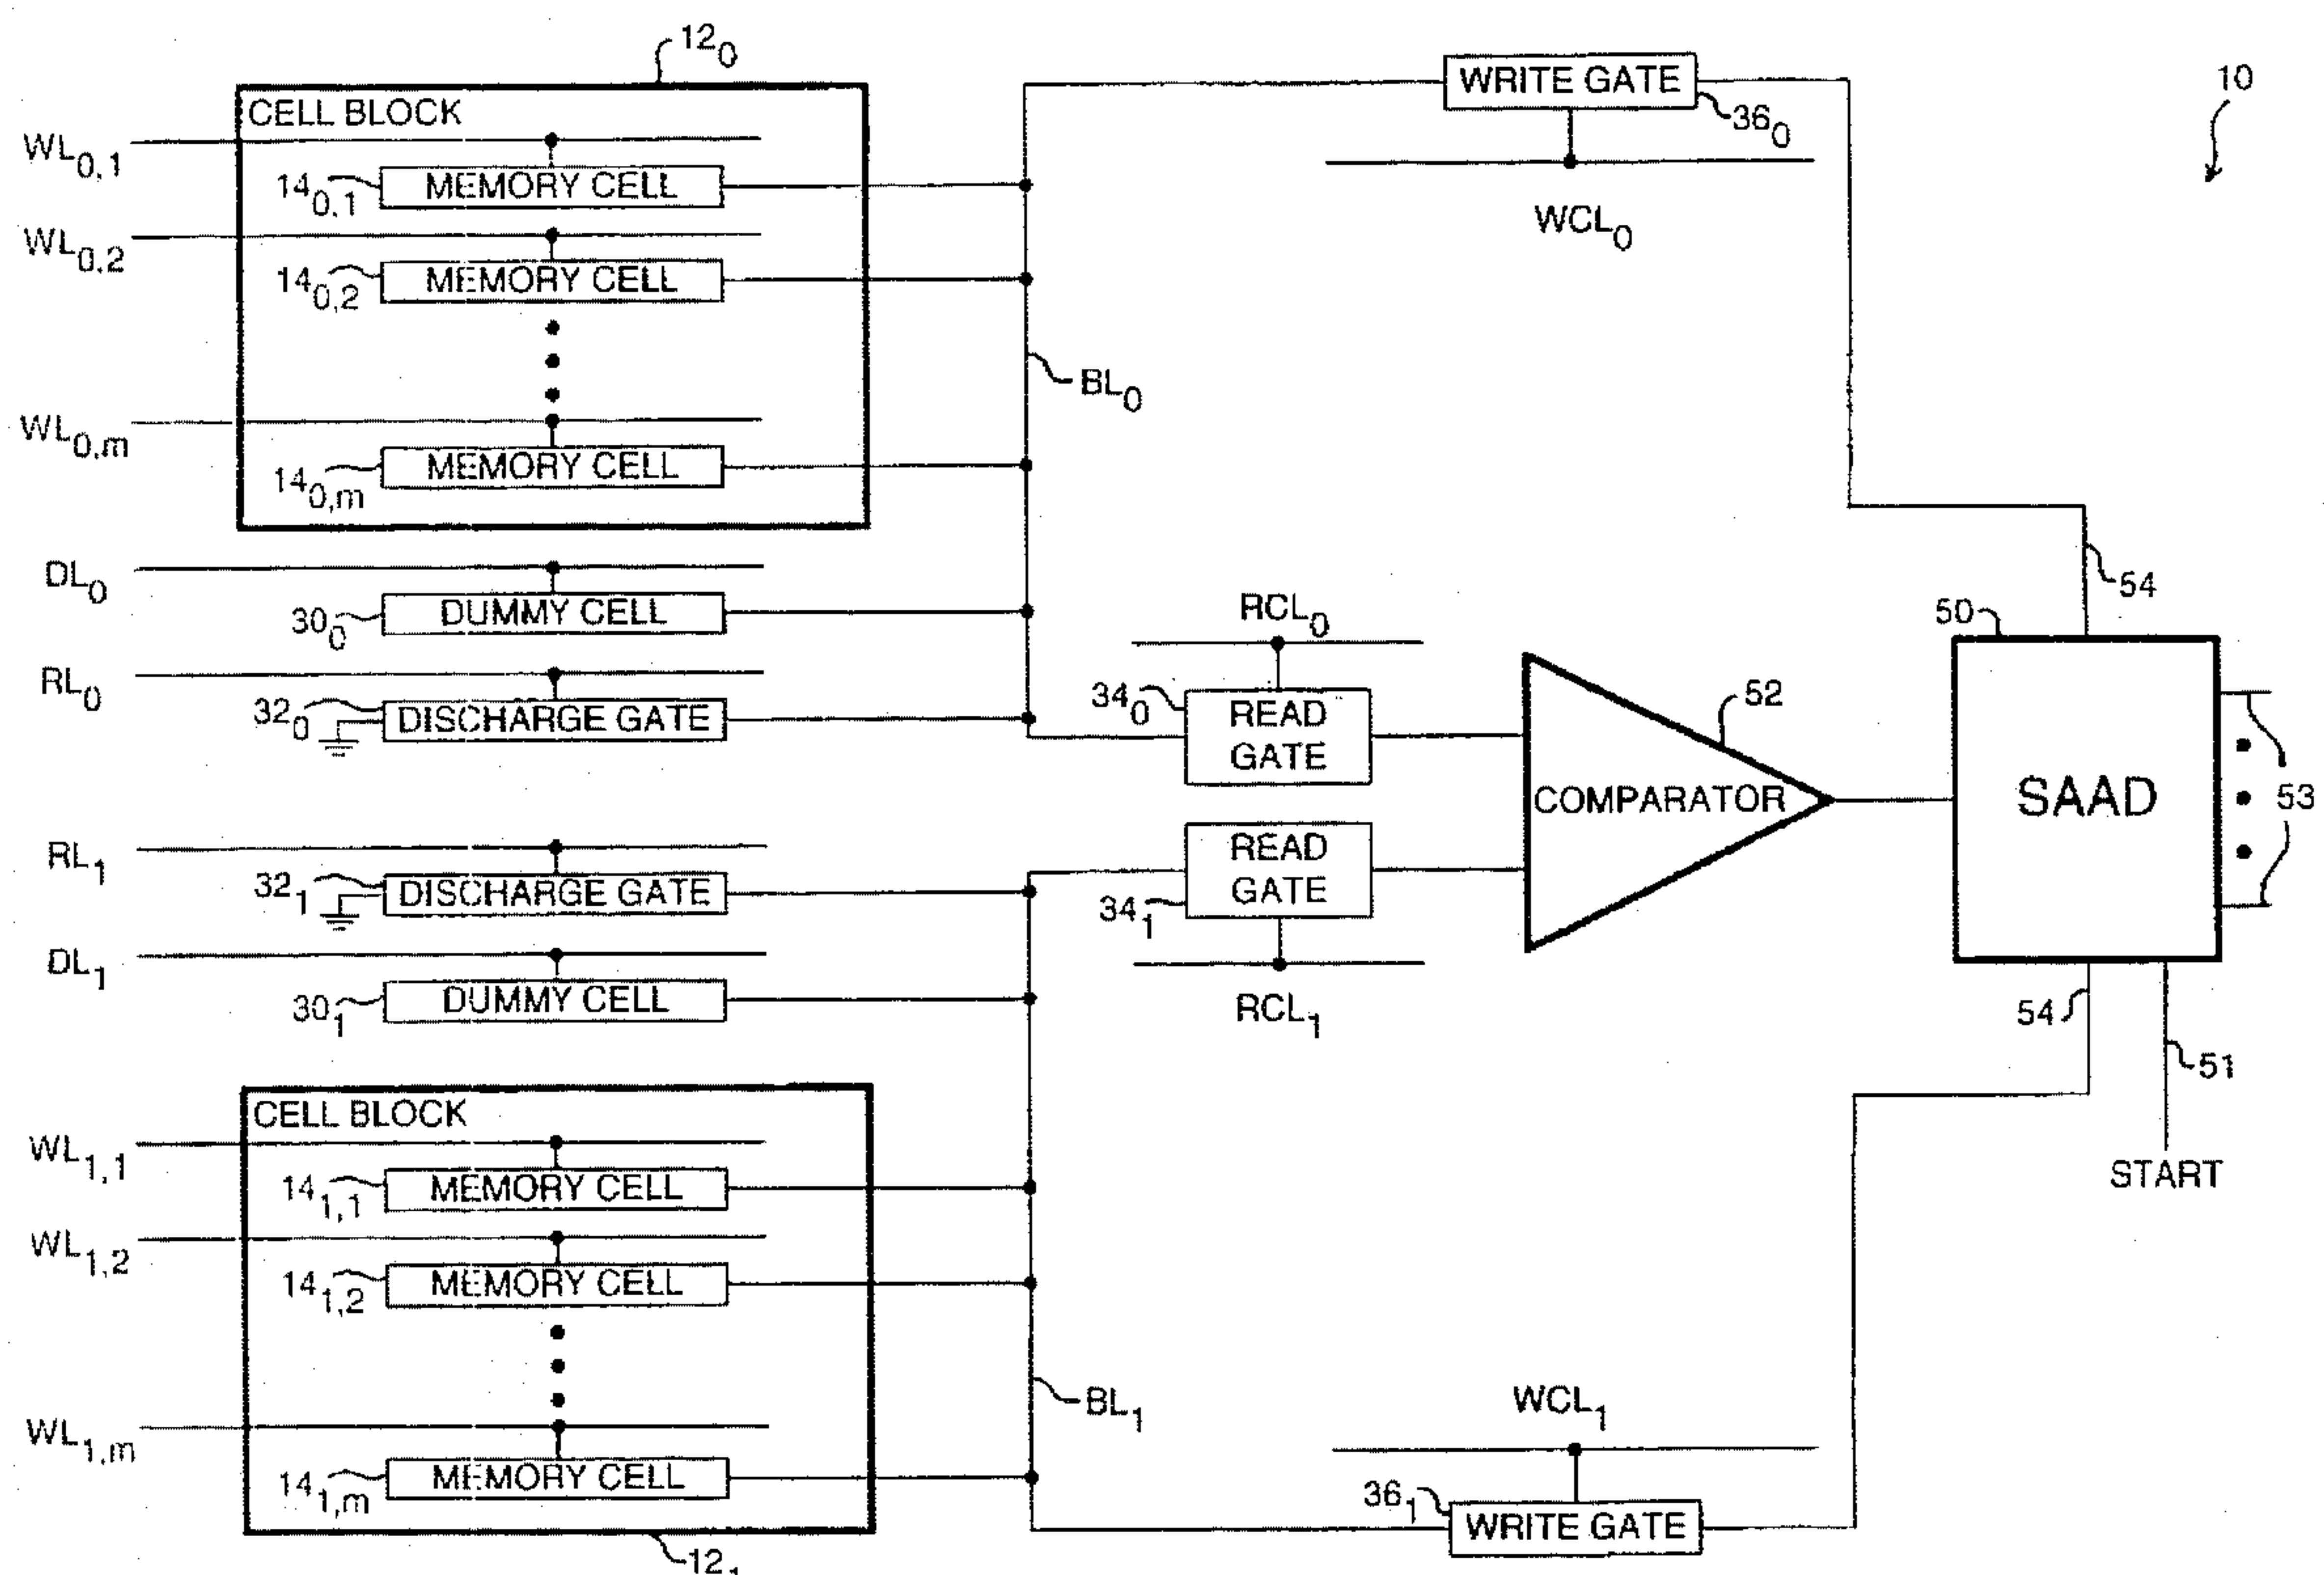 12₀
CELL BLOCK
WL₀,₁
14₀,₁ MEMORY CELL
WL₀,₂
14₀,₂ MEMORY CELL
WL₀,ₘ
14₀,ₘ MEMORY CELL
BL₀
WRITE GATE
36₀
WCL₀
10
DL₀
30₀ DUMMY CELL
RL₀
32₀ DISCHARGE GATE
RL₁
32₁ DISCHARGE GATE
DL₁
30₁ DUMMY CELL
RCL₀
34₀ READ GATE
READ GATE
34₁
RCL₁
52
COMPARATOR
54
50
SAAD
53
54
51
START
CELL BLOCK
WL₁,₁
14₁,₁ MEMORY CELL
WL₁,₂
14₁,₂ MEMORY CELL
WL₁,ₘ
14₁,ₘ MEMORY CELL
12₁
BL₁
WCL₁
36₁
WRITE GATE